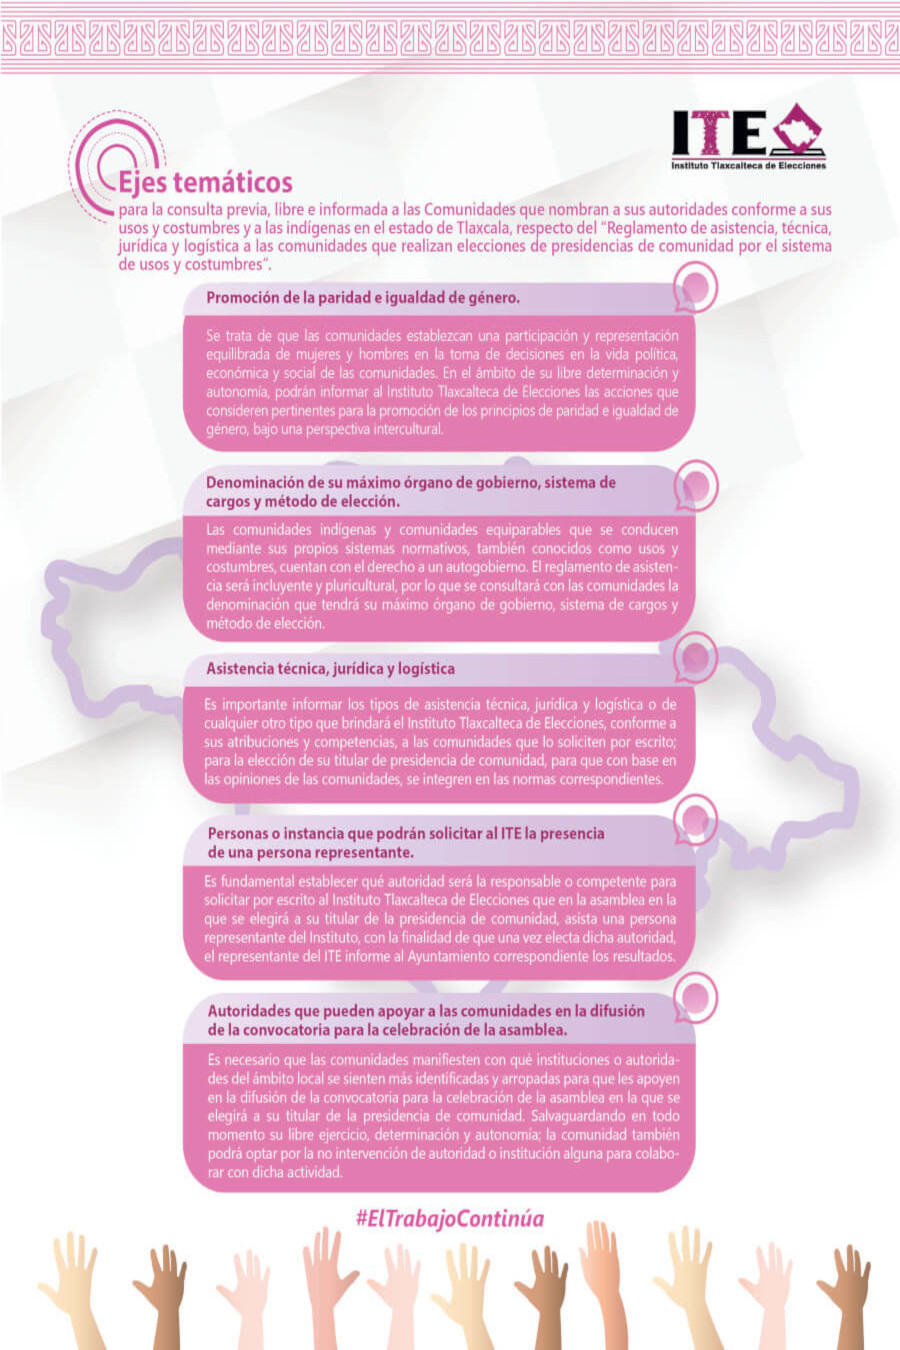 ITE
Instituto Tlaxcalteca de Elecciones
Ejes temáticos
para la consulta previa, libre e informada a las Comunidades que nombran a sus autoridades conforme a sus
usos y costumbres y a las indígenas en el estado de Tlaxcala, respecto del “Reglamento de asistencia, técnica,
jurídica y logística a las comunidades que realizan elecciones de presidencias de comunidad por el sistema
de usos y costumbres”.
Promoción de la paridad e igualdad de género.
Se trata de que las comunidades establezcan una participación y representación
equilibrada de mujeres y hombres en la toma de decisiones en la vida política,
económica y social de las comunidades. En el ámbito de su libre determinación y
autonomía, podrán informar al Instituto Tlaxcalteca de Elecciones las acciones que
consideren pertinentes para la promoción de los principios de paridad e igualdad de
género, bajo una perspectiva intercultural.
Denominación de su máximo órgano de gobierno, sistema de
cargos y método de elección.
Las comunidades indígenas y comunidades equiparables que se conducen
mediante sus propios sistemas normativos, también conocidos como usos y
costumbres, cuentan con el derecho a un autogobierno. El reglamento de asisten-
cia será incluyente y pluricultural, por lo que se consultará con las comunidades la
denominación que tendrá su máximo órgano de gobierno, sistema de cargos y
método de elección.
Asistencia técnica, jurídica y logística
Es importante informar los tipos de asistencia técnica, jurídica y logística o de
cualquier otro tipo que brindará el Instituto Tlaxcalteca de Elecciones, conforme a
sus atribuciones y competencias, a las comunidades que lo soliciten por escrito;
para la elección de su titular de presidencia de comunidad, para que con base en
las opiniones de las comunidades, se integren en las normas correspondientes.
Personas o instancia que podrán solicitar al ITE la presencia
de una persona representante.
Es fundamental establecer qué autoridad será la responsable o competente para
solicitar por escrito al Instituto Tlaxcalteca de Elecciones que en la asamblea en la
que se elegirá a su titular de la presidencia de comunidad, asista una persona
representante del Instituto, con la finalidad de que una vez electa dicha autoridad,
el representante del ITE informe al Ayuntamiento correspondiente los resultados.
Autoridades que pueden apoyar a las comunidades en la difusión
de la convocatoria para la celebración de la asamblea.
Es necesario que las comunidades manifiesten con qué instituciones o autorida-
des del ámbito local se sienten más identificadas y arropadas para que les apoyen
en la difusión de la convocatoria para la celebración de la asamblea en la que se
elegirá a su titular de la presidencia de comunidad. Salvaguardando en todo
momento su libre ejercicio, determinación y autonomía; la comunidad también
podrá optar por la no intervención de autoridad o institución alguna para colabo-
rar con dicha actividad.
#ElTrabajoContinúa